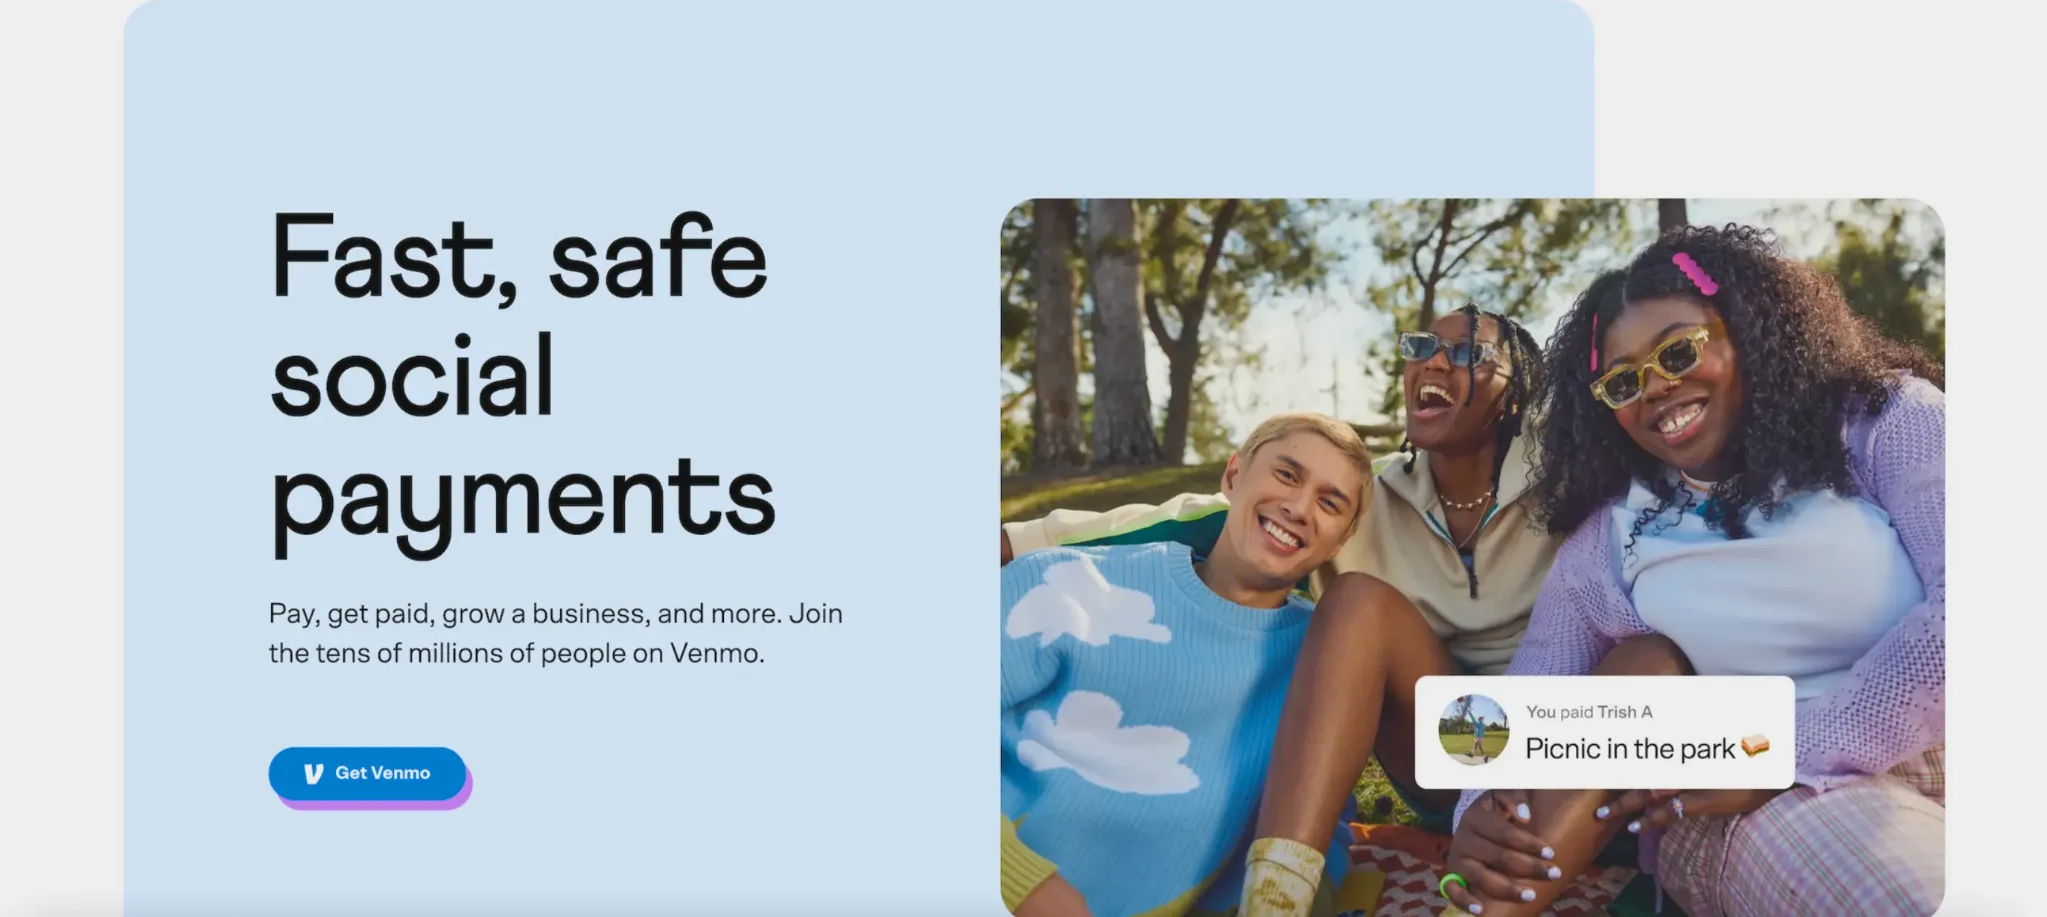 Fast, safe
social
payments
Pay, get paid, grow a business, and more. Join
the tens of millions of people on Venmo.
Get Venmo
You paid Trish A
Picnic in the park 🥪